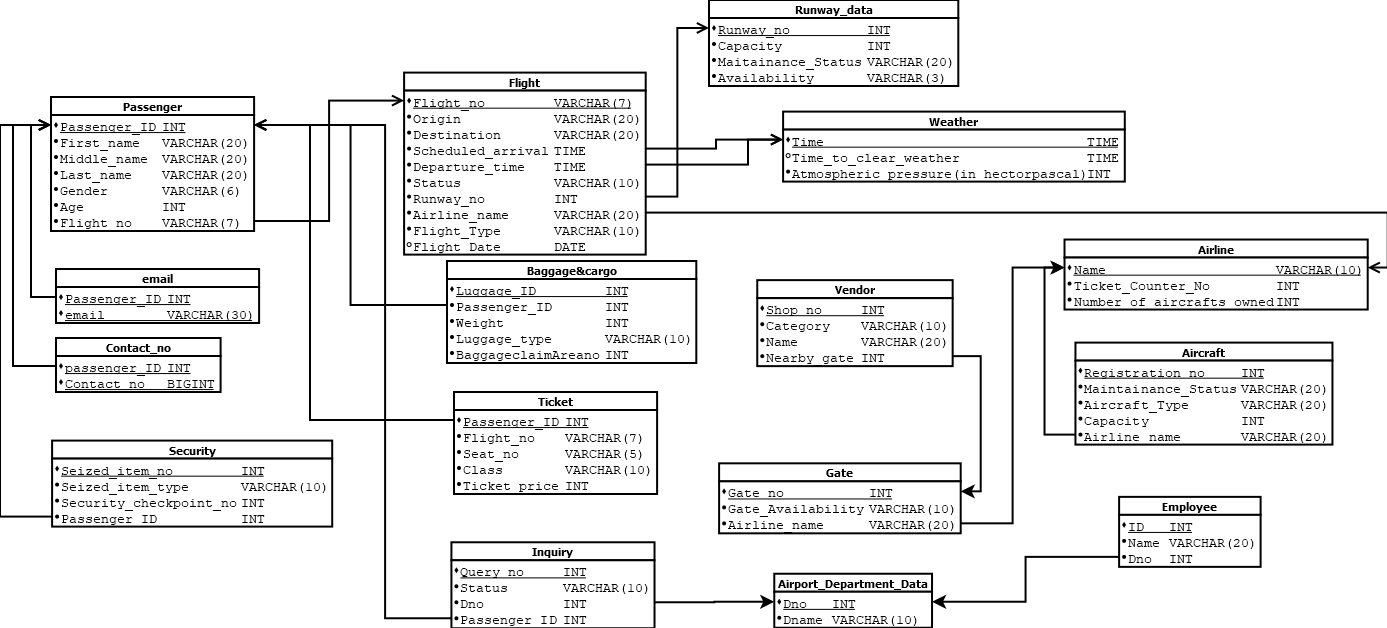 Runway_data
Runway_no INT
Capacity INT
Maitainance_Status VARCHAR(20)
Availability VARCHAR(3)
Flight
Flight_no VARCHAR(7)
Origin VARCHAR(20)
Destination VARCHAR(20)
Scheduled_arrival TIME
Departure_time TIME
Status VARCHAR(10)
Runway_no INT
Airline_name VARCHAR(20)
Flight_Type VARCHAR(10)
Flight_Date DATE
Passenger
Passenger_ID INT
First_name VARCHAR(20)
Middle_name VARCHAR(20)
Last_name VARCHAR(20)
Gender VARCHAR(6)
Age INT
Flight_no VARCHAR(7)
Weather
Time TIME
Time_to_clear_weather TIME
Atmospheric_pressure(in hectorpascal) INT
Airline
Name VARCHAR(10)
Ticket_Counter_No INT
Number_of_aircrafts_owned INT
email
Passenger_ID INT
email VARCHAR(30)
Baggage&cargo
Luggage_ID INT
Passenger_ID INT
Weight INT
Luggage_type VARCHAR(10)
BaggageclaimAreano INT
Vendor
Shop_no INT
Category VARCHAR(10)
Name VARCHAR(20)
Nearby_gate INT
Contact_no
passenger_ID INT
Contact_no BIGINT
Aircraft
Registration_no INT
Maintainance_Status VARCHAR(20)
Aircraft_Type VARCHAR(20)
Capacity INT
Airline_name VARCHAR(20)
Ticket
Passenger_ID INT
Flight_no VARCHAR(7)
Seat_no VARCHAR(5)
Class VARCHAR(10)
Ticket_price INT
Security
Seized_item_no INT
Seized_item_type VARCHAR(10)
Security_checkpoint_no INT
Passenger_ID INT
Gate
Gate_no INT
Gate_Availability VARCHAR(10)
Airline_name VARCHAR(20)
Employee
ID INT
Name VARCHAR(20)
Dno INT
Inquiry
Query_no INT
Status VARCHAR(10)
Dno INT
Passenger_ID INT
Airport_Department_Data
Dno INT
Dname VARCHAR(10)